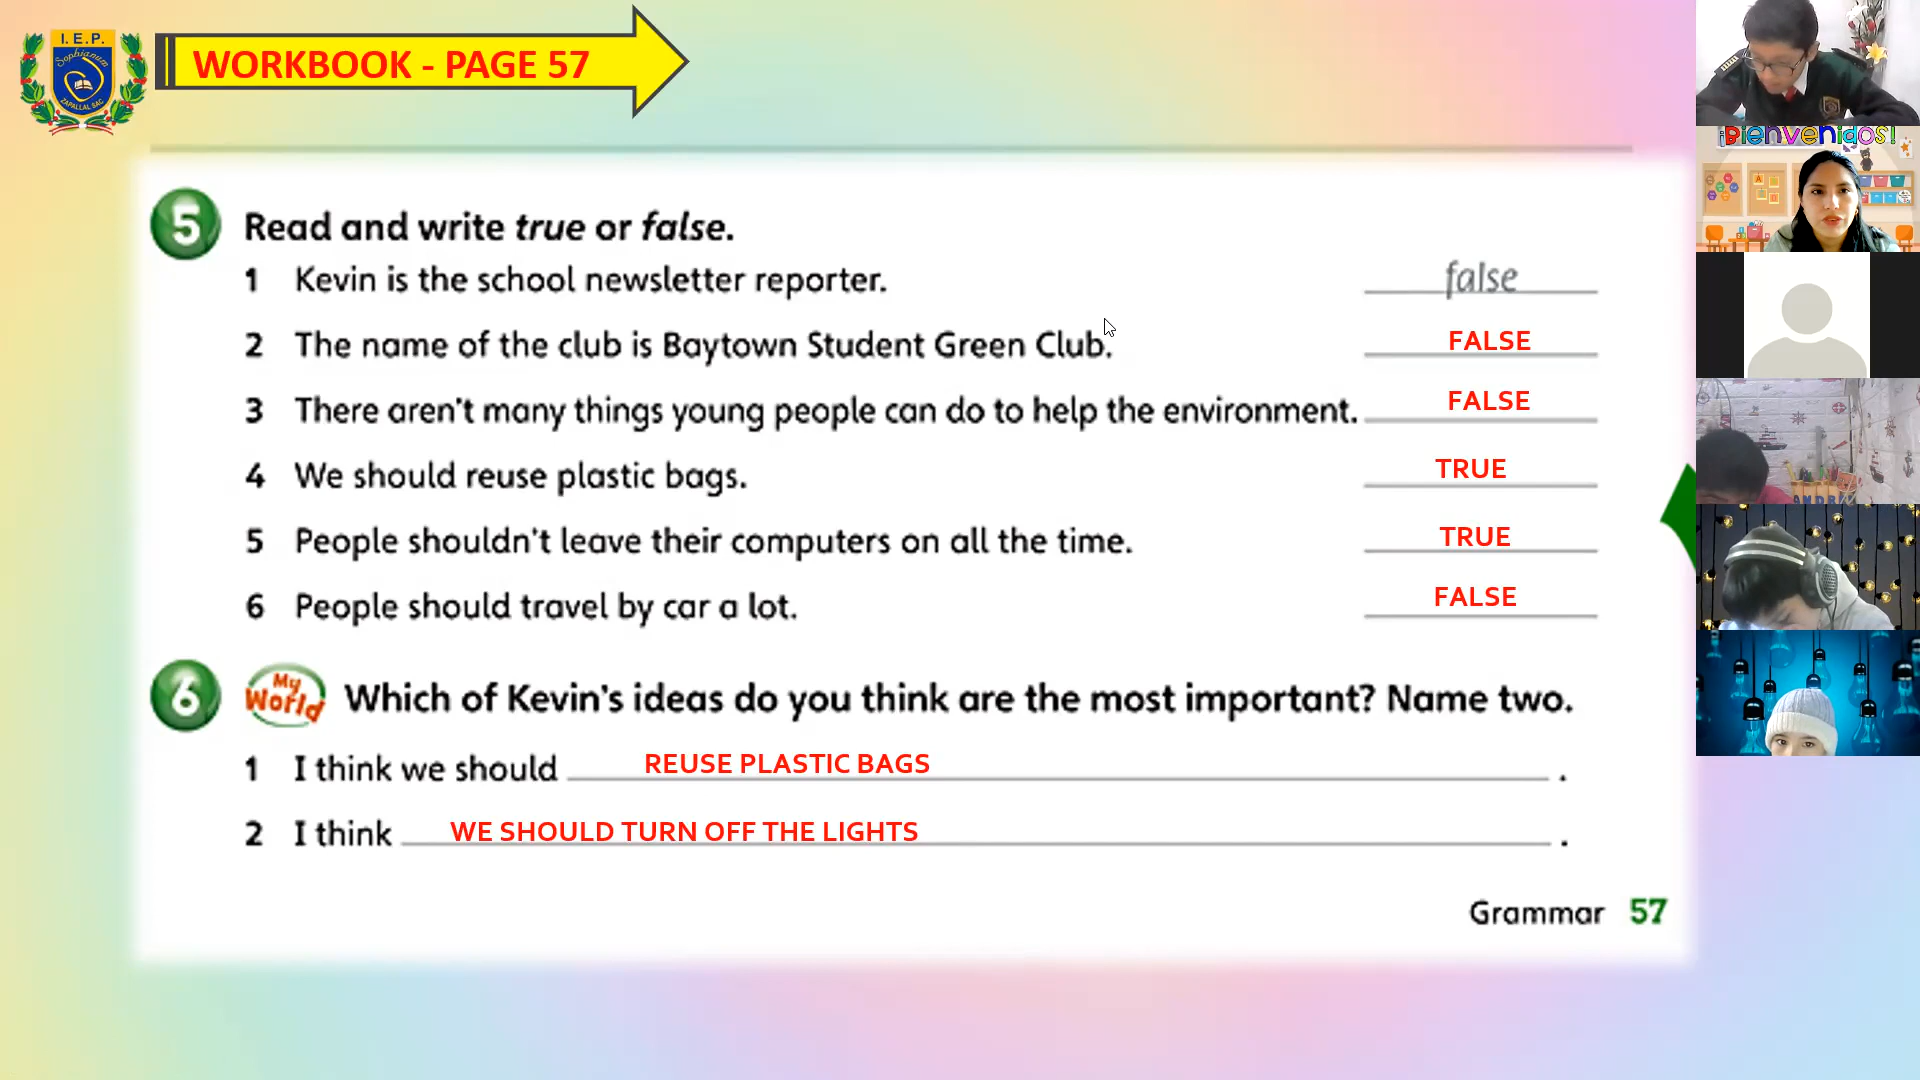 I.E.P.
Sophianum
ZAPALLAL SAC
WORKBOOK - PAGE 57
¡Bienvenidos!
5 Read and write true or false.
1 Kevin is the school newsletter reporter. false
2 The name of the club is Baytown Student Green Club. FALSE
3 There aren't many things young people can do to help the environment. FALSE
4 We should reuse plastic bags. TRUE
5 People shouldn't leave their computers on all the time. TRUE
6 People should travel by car a lot. FALSE
6 My World Which of Kevin's ideas do you think are the most important? Name two.
1 I think we should REUSE PLASTIC BAGS .
2 I think WE SHOULD TURN OFF THE LIGHTS .
Grammar 57